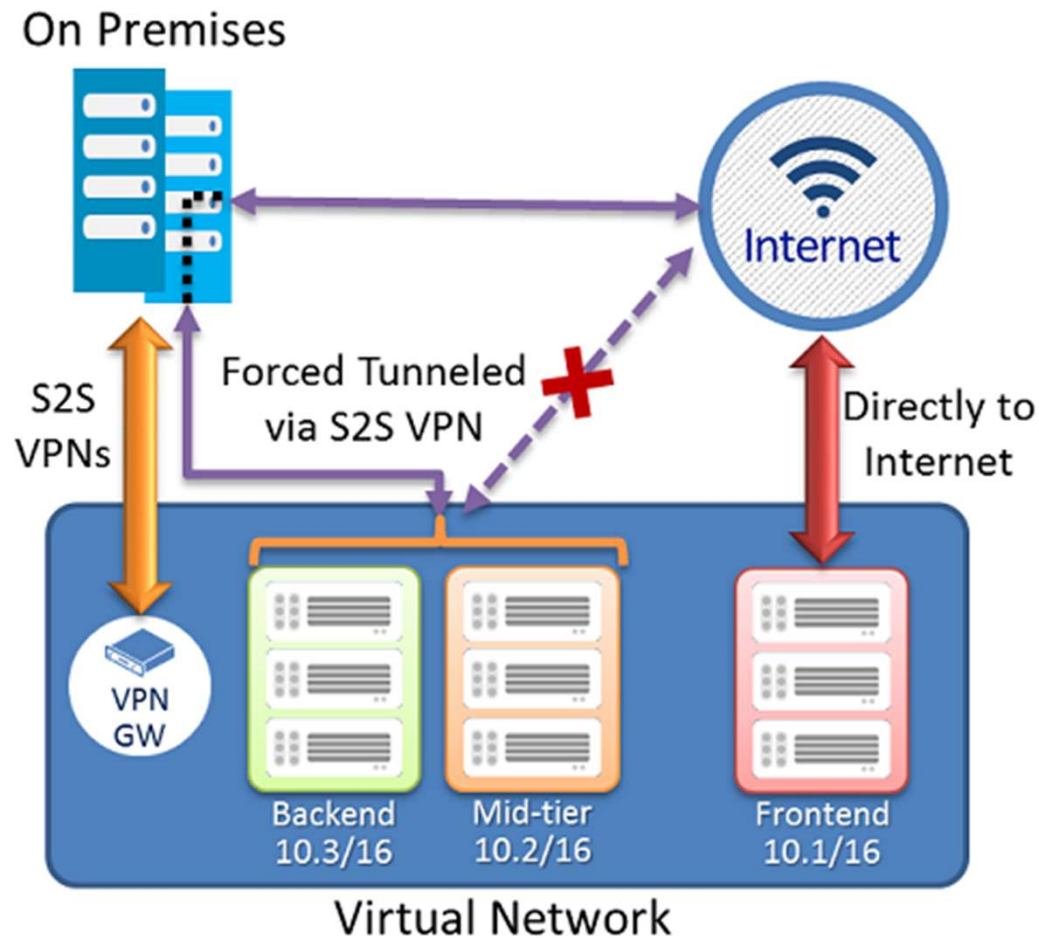 On Premises
Internet
Forced Tunneled
via S2S VPN
S2S
VPNs
Directly to
Internet
VPN
GW
Backend
10.3/16
Mid-tier
10.2/16
Frontend
10.1/16
Virtual Network